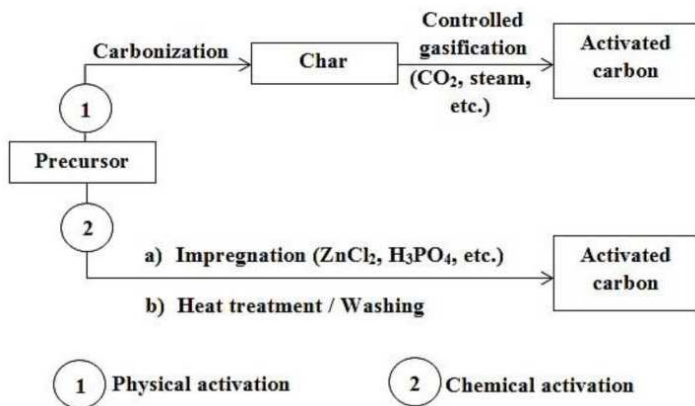 Carbonization
Char
Controlled
gasification
(CO₂, steam,
etc.)
Activated
carbon
1
Precursor
2
a) Impregnation (ZnCl₂, H₃PO₄, etc.)
b) Heat treatment / Washing
Activated
carbon
1 Physical activation
2 Chemical activation